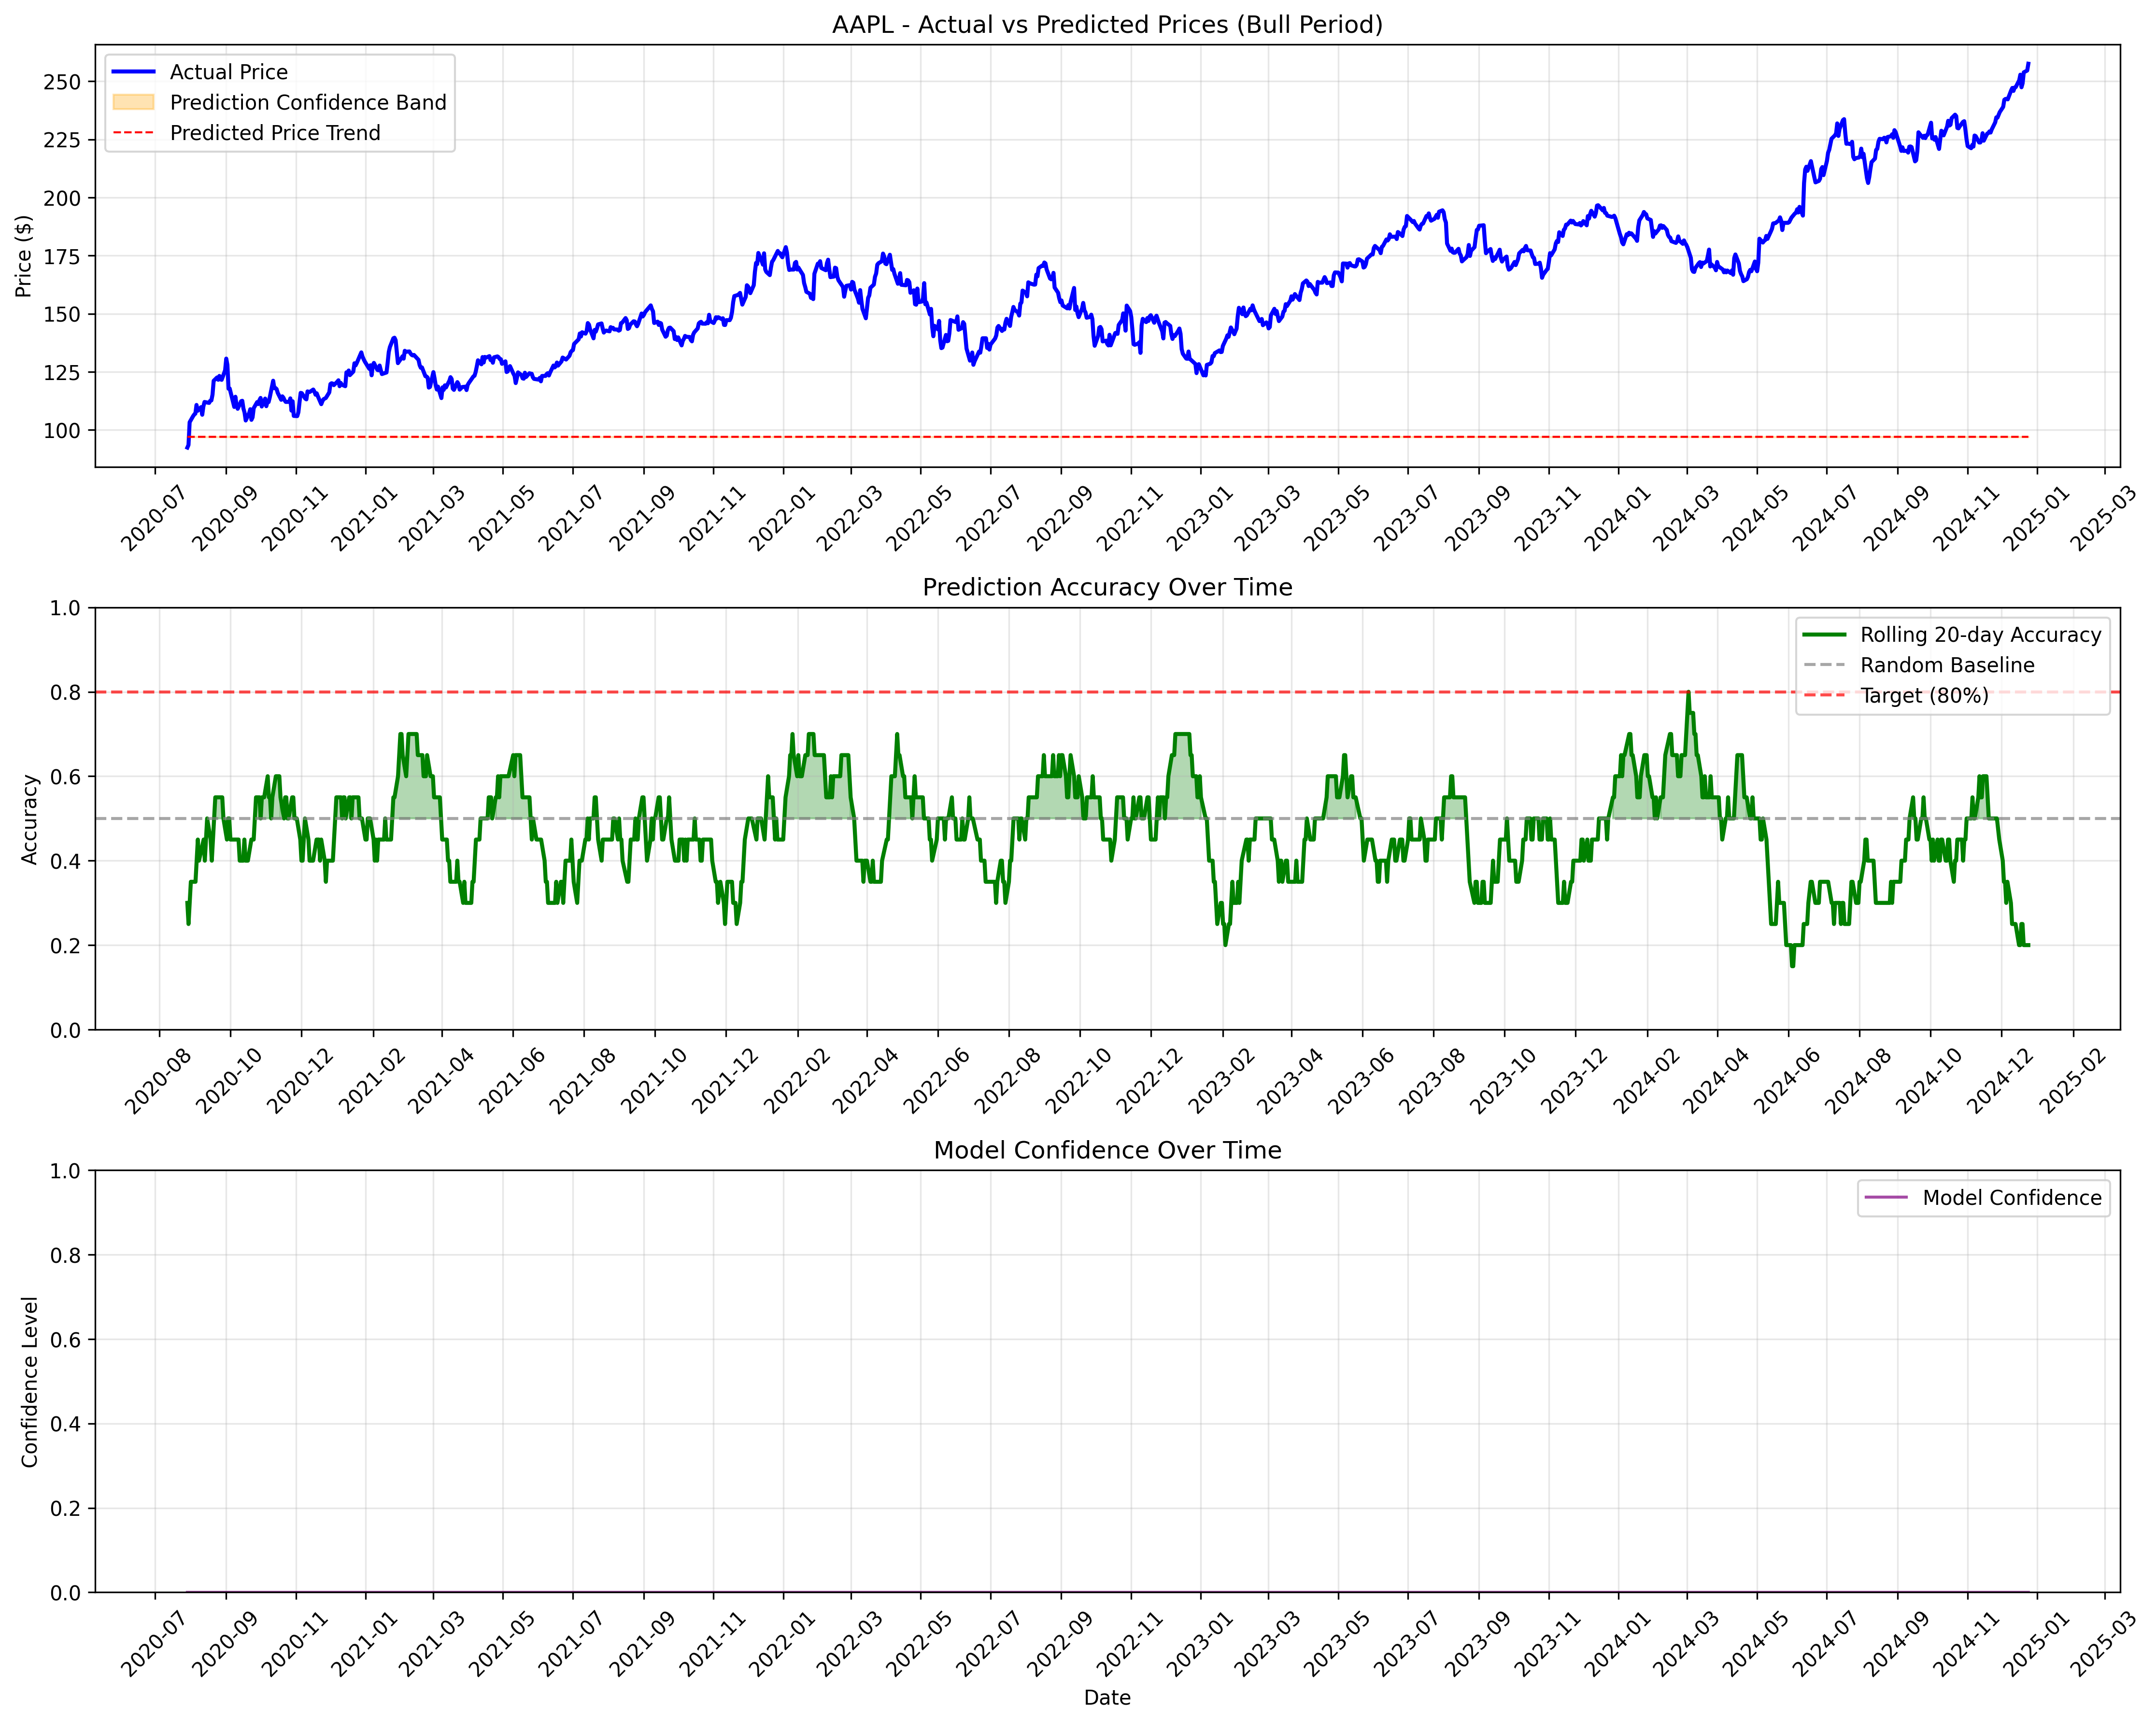 AAPL - Actual vs Predicted Prices (Bull Period)
Actual Price
Prediction Confidence Band
Predicted Price Trend
Price ($)
250
225
200
175
150
125
100
2020-07 2020-09 2020-11 2021-01 2021-03 2021-05 2021-07 2021-09 2021-11 2022-01 2022-03 2022-05 2022-07 2022-09 2022-11 2023-01 2023-03 2023-05 2023-07 2023-09 2023-11 2024-01 2024-03 2024-05 2024-07 2024-09 2024-11 2025-01 2025-03
Prediction Accuracy Over Time
Rolling 20-day Accuracy
Random Baseline
Target (80%)
Accuracy
1.0
0.8
0.6
0.4
0.2
0.0
2020-08 2020-10 2020-12 2021-02 2021-04 2021-06 2021-08 2021-10 2021-12 2022-02 2022-04 2022-06 2022-08 2022-10 2022-12 2023-02 2023-04 2023-06 2023-08 2023-10 2023-12 2024-02 2024-04 2024-06 2024-08 2024-10 2024-12 2025-02
Model Confidence Over Time
Model Confidence
Confidence Level
1.0
0.8
0.6
0.4
0.2
0.0
2020-07 2020-09 2020-11 2021-01 2021-03 2021-05 2021-07 2021-09 2021-11 2022-01 2022-03 2022-05 2022-07 2022-09 2022-11 2023-01 2023-03 2023-05 2023-07 2023-09 2023-11 2024-01 2024-03 2024-05 2024-07 2024-09 2024-11 2025-01 2025-03
Date